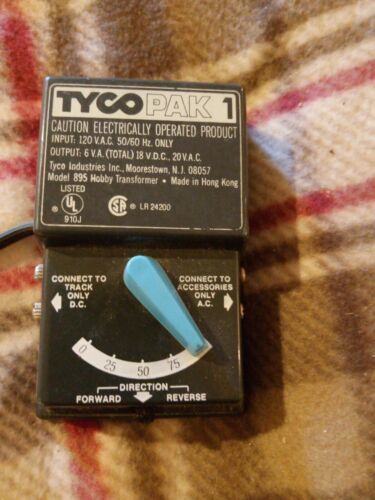 TYCO PAK 1
CAUTION ELECTRICALLY OPERATED PRODUCT
INPUT: 120 V.A.C. 50/60 Hz. ONLY
OUTPUT: 6 V.A. (TOTAL) 18 V.D.C., 20 V.A.C.
Tyco Industries Inc., Moorestown, N.J. 08057
Model 895 Hobby Transformer • Made in Hong Kong
LISTED
UL ®
910J
SA ® LR 24200
CONNECT TO
TRACK
ONLY
D.C.
CONNECT TO
ACCESSORIES
ONLY
A.C.
0 25 50 75
DIRECTION
FORWARD REVERSE